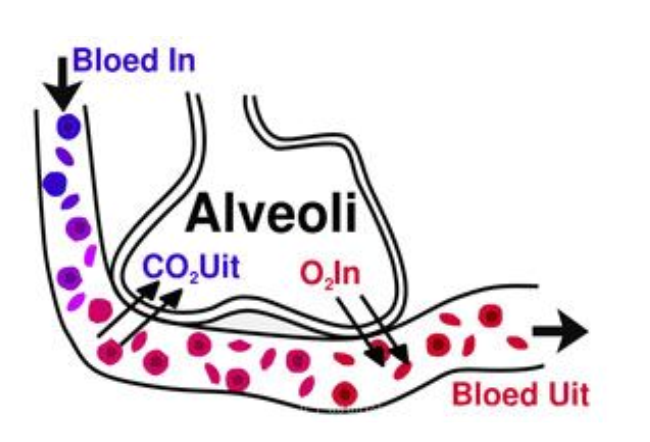 Bloed In
Alveoli
CO₂Uit
O₂In
Bloed Uit